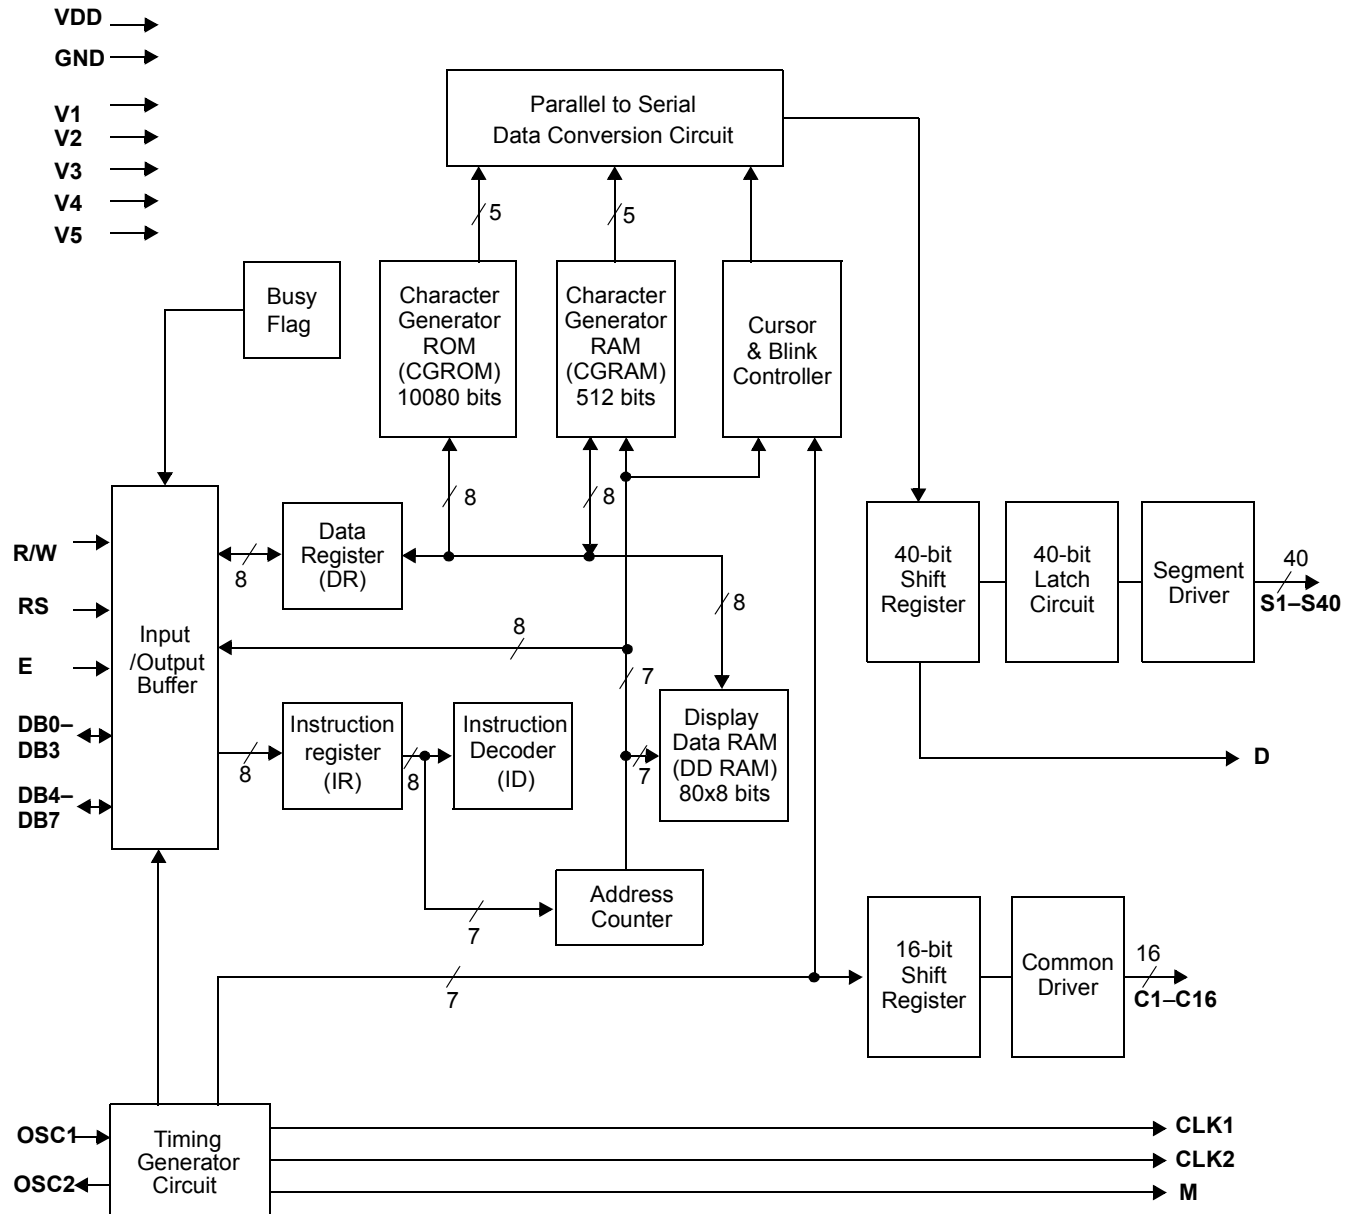 VDD
GND
V1
V2
V3
V4
V5
Parallel to Serial
Data Conversion Circuit
5
5
Busy
Flag
Character
Generator
ROM
(CGROM)
10080 bits
Character
Generator
RAM
(CGRAM)
512 bits
Cursor
& Blink
Controller
8
8
R/W
RS
E
DB0–
DB3
DB4–
DB7
Input
/Output
Buffer
8
Data
Register
(DR)
8
8
7
40-bit
Shift
Register
40-bit
Latch
Circuit
Segment
Driver
40
S1–S40
8
Instruction
register
(IR)
8
Instruction
Decoder
(ID)
7
Display
Data RAM
(DD RAM)
80x8 bits
D
7
Address
Counter
7
16-bit
Shift
Register
Common
Driver
16
C1–C16
OSC1
OSC2
Timing
Generator
Circuit
CLK1
CLK2
M